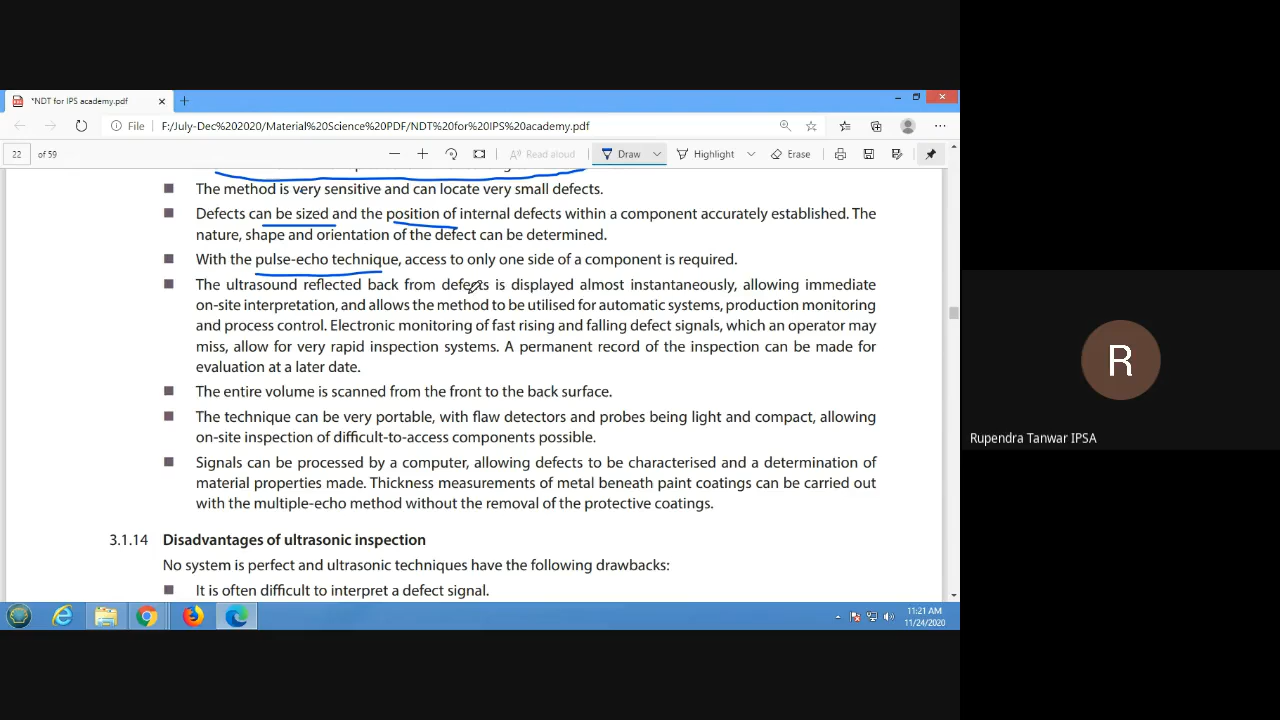 *NDT for IPS academy.pdf
File F:/July-Dec%202020/Material%20Science%20PDF/NDT%20for%20IPS%20academy.pdf
22 of 59 Read aloud Draw Highlight Erase
The method is very sensitive and can locate very small defects.
Defects can be sized and the position of internal defects within a component accurately established. The
nature, shape and orientation of the defect can be determined.
With the pulse-echo technique, access to only one side of a component is required.
The ultrasound reflected back from defects is displayed almost instantaneously, allowing immediate
on-site interpretation, and allows the method to be utilised for automatic systems, production monitoring
and process control. Electronic monitoring of fast rising and falling defect signals, which an operator may
miss, allow for very rapid inspection systems. A permanent record of the inspection can be made for
evaluation at a later date.
The entire volume is scanned from the front to the back surface.
The technique can be very portable, with flaw detectors and probes being light and compact, allowing
on-site inspection of difficult-to-access components possible.
Signals can be processed by a computer, allowing defects to be characterised and a determination of
material properties made. Thickness measurements of metal beneath paint coatings can be carried out
with the multiple-echo method without the removal of the protective coatings.
3.1.14 Disadvantages of ultrasonic inspection
No system is perfect and ultrasonic techniques have the following drawbacks:
It is often difficult to interpret a defect signal.
11:21 AM
11/24/2020
R
Rupendra Tanwar IPSA